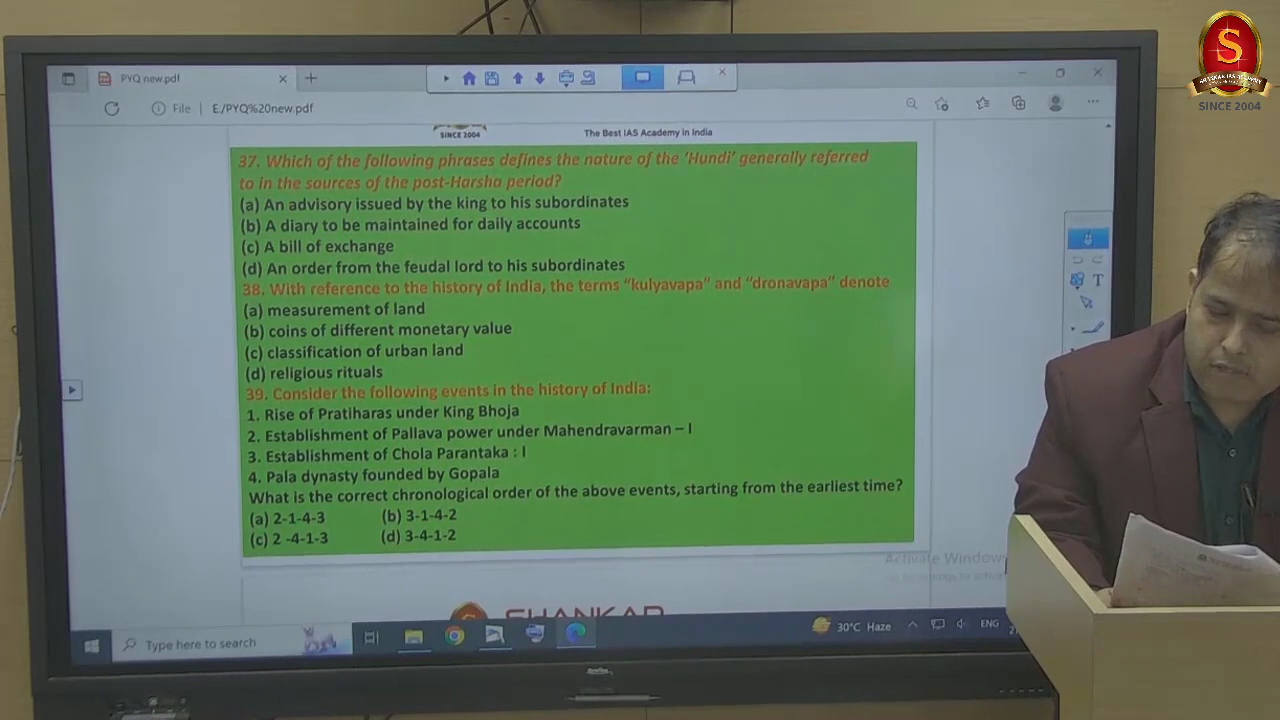 S
SINCE 2004
PYQ new.pdf
File
E:/PYQ%20new.pdf
SINCE 2004
The Best IAS Academy in India
37. Which of the following phrases defines the nature of the ‘Hundi’ generally referred
to in the sources of the post-Harsha period?
(a) An advisory issued by the king to his subordinates
(b) A diary to be maintained for daily accounts
(c) A bill of exchange
(d) An order from the feudal lord to his subordinates
38. With reference to the history of India, the terms “kulyavapa” and “dronavapa” denote
(a) measurement of land
(b) coins of different monetary value
(c) classification of urban land
(d) religious rituals
39. Consider the following events in the history of India:
1. Rise of Pratiharas under King Bhoja
2. Establishment of Pallava power under Mahendravarman – I
3. Establishment of Chola Parantaka : I
4. Pala dynasty founded by Gopala
What is the correct chronological order of the above events, starting from the earliest time?
(a) 2-1-4-3 (b) 3-1-4-2
(c) 2 -4-1-3 (d) 3-4-1-2
Activate Windows
SHANKAR
Type here to search
30°C Haze
ENG